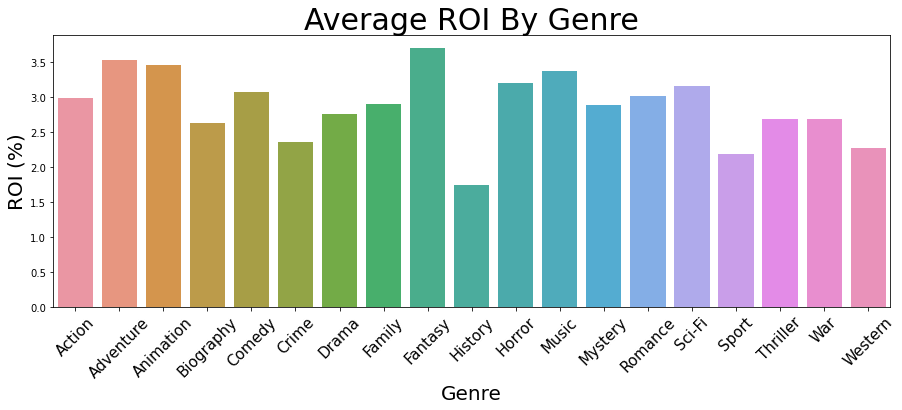 Average ROI By Genre
ROI (%)
3.5
3.0
2.5
2.0
1.5
1.0
0.5
0.0
Action
Adventure
Animation
Biography
Comedy
Crime
Drama
Family
Fantasy
History
Horror
Music
Mystery
Romance
Sci-Fi
Sport
Thriller
War
Western
Genre